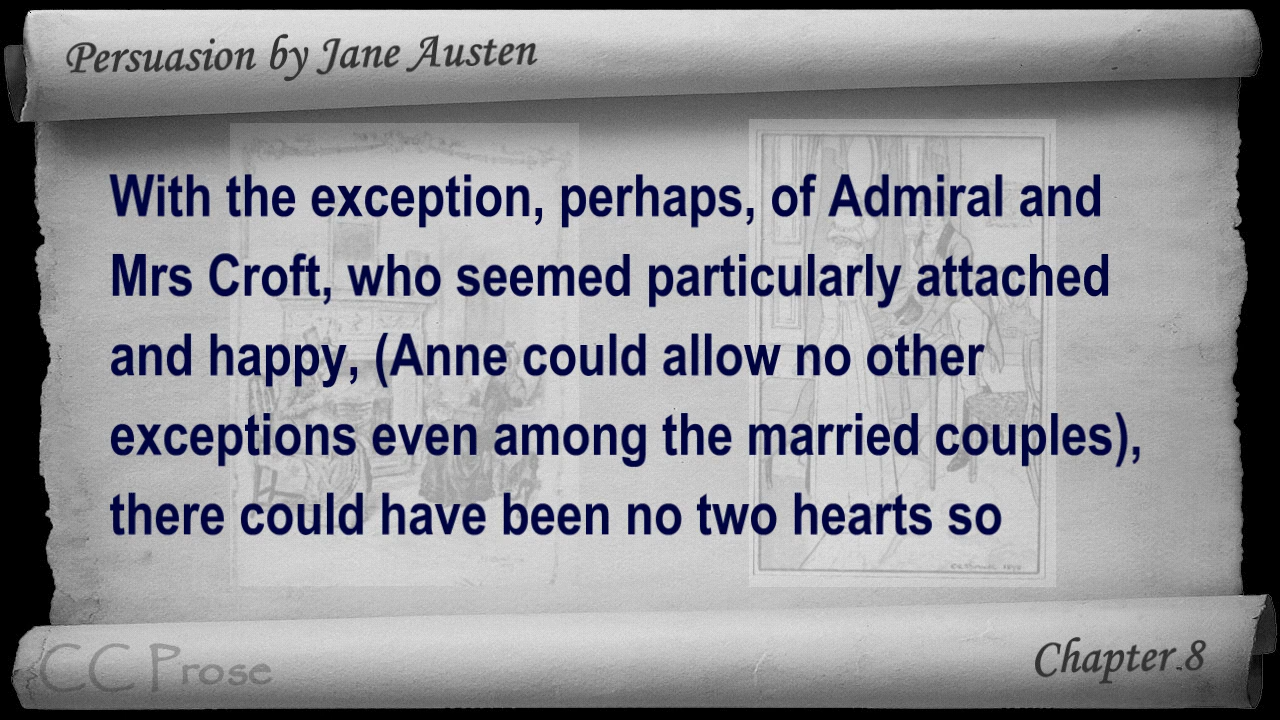 Persuasion by Jane Austen
With the exception, perhaps, of Admiral and
Mrs Croft, who seemed particularly attached
and happy, (Anne could allow no other
exceptions even among the married couples),
there could have been no two hearts so
CC Prose
Chapter 8